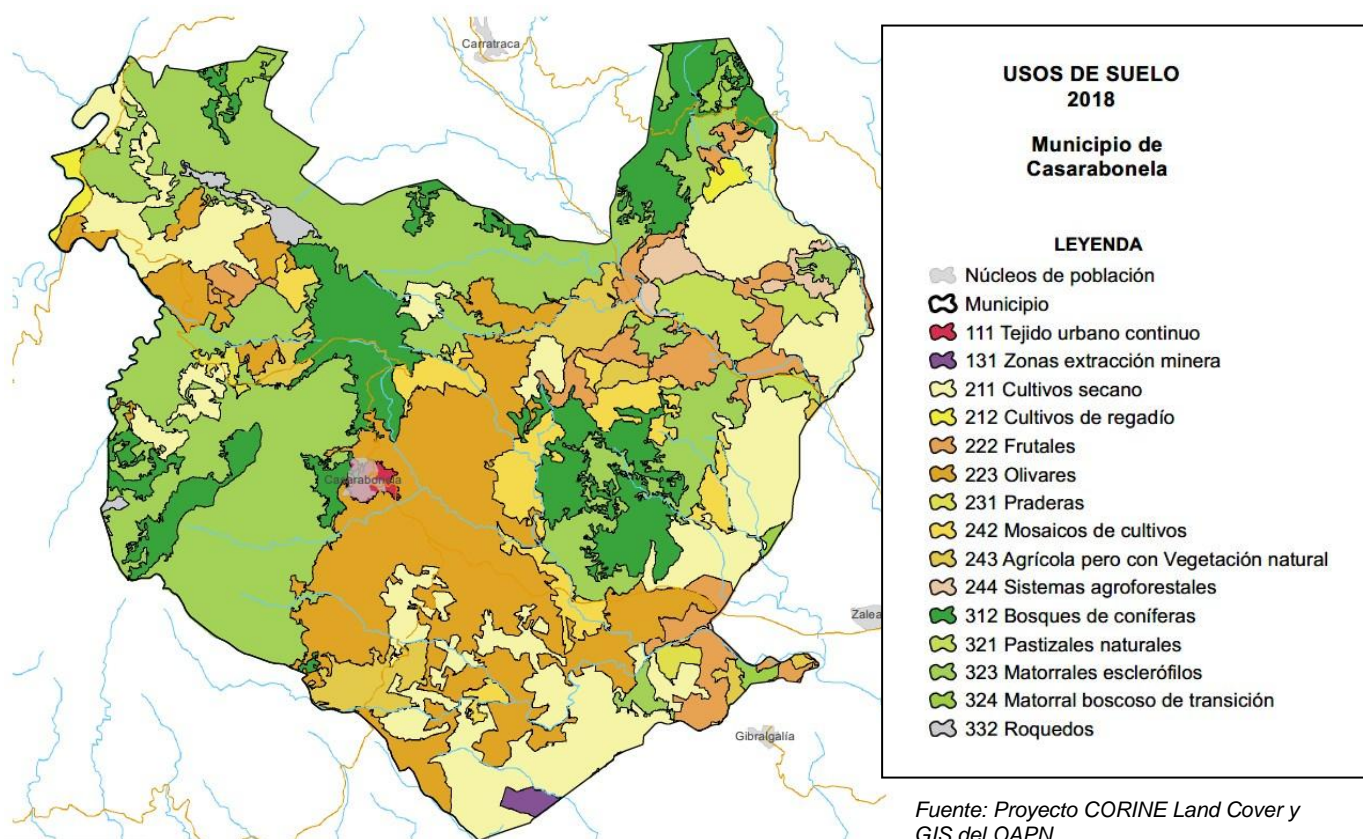 Carratraca
Casarabonela
Zalea
Gibralgalía
USOS DE SUELO
2018
Municipio de
Casarabonela
LEYENDA
Núcleos de población
Municipio
111 Tejido urbano continuo
131 Zonas extracción minera
211 Cultivos secano
212 Cultivos de regadío
222 Frutales
223 Olivares
231 Praderas
242 Mosaicos de cultivos
243 Agrícola pero con Vegetación natural
244 Sistemas agroforestales
312 Bosques de coníferas
321 Pastizales naturales
323 Matorrales esclerófilos
324 Matorral boscoso de transición
332 Roquedos
Fuente: Proyecto CORINE Land Cover y
GIS del OAPN